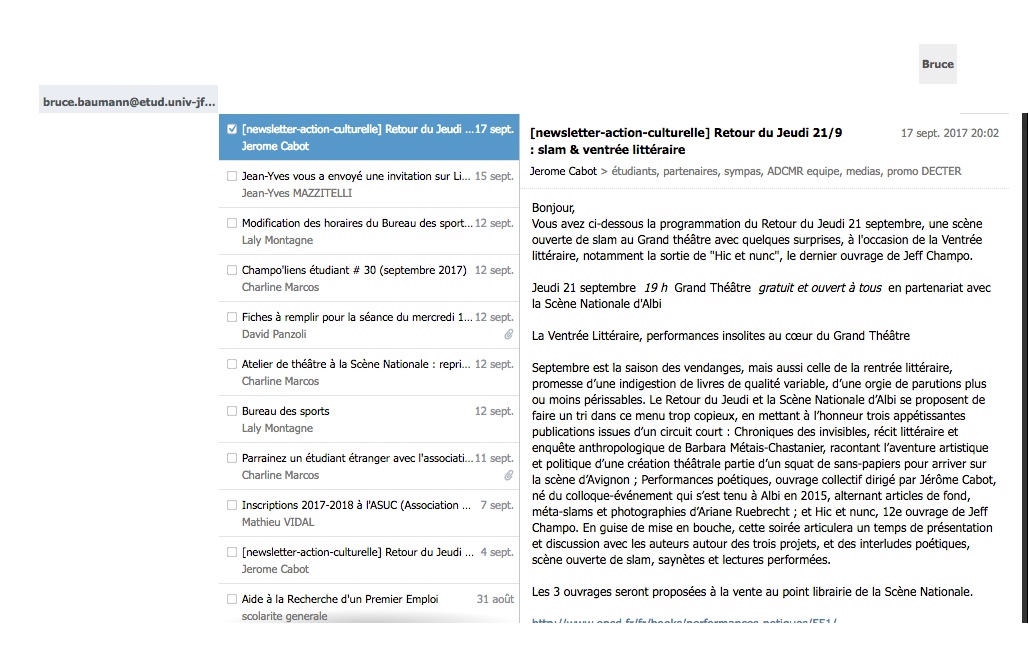 Bruce
bruce.baumann@etud.univ-jf...
[newsletter-action-culturelle] Retour du Jeudi ...17 sept.
Jerome Cabot
Jean-Yves vous a envoyé une invitation sur Li... 15 sept.
Jean-Yves MAZZITELLI
Modification des horaires du Bureau des sport... 12 sept.
Laly Montagne
Champo'liens étudiant # 30 (septembre 2017) 12 sept.
Charline Marcos
Fiches à remplir pour la séance du mercredi 1... 12 sept.
David Panzoli
Atelier de théâtre à la Scène Nationale : repri... 12 sept.
Charline Marcos
Bureau des sports 12 sept.
Laly Montagne
Parrainez un étudiant étranger avec l'associati... 11 sept.
Charline Marcos
Inscriptions 2017-2018 à l'ASUC (Association ... 7 sept.
Mathieu VIDAL
[newsletter-action-culturelle] Retour du Jeudi ... 4 sept.
Jerome Cabot
Aide à la Recherche d'un Premier Emploi 31 août
scolarite generale
[newsletter-action-culturelle] Retour du Jeudi 21/9 17 sept. 2017 20:02
: slam & ventrée littéraire
Jerome Cabot > étudiants, partenaires, sympas, ADCMR equipe, medias, promo DECTER
Bonjour,
Vous avez ci-dessous la programmation du Retour du Jeudi 21 septembre, une scène
ouverte de slam au Grand théâtre avec quelques surprises, à l'occasion de la Ventrée
littéraire, notamment la sortie de "Hic et nunc", le dernier ouvrage de Jeff Champo.
Jeudi 21 septembre 19 h Grand Théâtre gratuit et ouvert à tous en partenariat avec
la Scène Nationale d'Albi
La Ventrée Littéraire, performances insolites au cœur du Grand Théâtre
Septembre est la saison des vendanges, mais aussi celle de la rentrée littéraire,
promesse d’une indigestion de livres de qualité variable, d’une orgie de parutions plus
ou moins périssables. Le Retour du Jeudi et la Scène Nationale d’Albi se proposent de
faire un tri dans ce menu trop copieux, en mettant à l’honneur trois appétissantes
publications issues d’un circuit court : Chroniques des invisibles, récit littéraire et
enquête anthropologique de Barbara Métais-Chastanier, racontant l’aventure artistique
et politique d’une création théâtrale partie d’un squat de sans-papiers pour arriver sur
la scène d’Avignon ; Performances poétiques, ouvrage collectif dirigé par Jérôme Cabot,
né du colloque-événement qui s’est tenu à Albi en 2015, alternant articles de fond,
méta-slams et photographies d’Ariane Ruebrecht ; et Hic et nunc, 12e ouvrage de Jeff
Champo. En guise de mise en bouche, cette soirée articulera un temps de présentation
et discussion avec les auteurs autour des trois projets, et des interludes poétiques,
scène ouverte de slam, saynètes et lectures performées.
Les 3 ouvrages seront proposées à la vente au point librairie de la Scène Nationale.